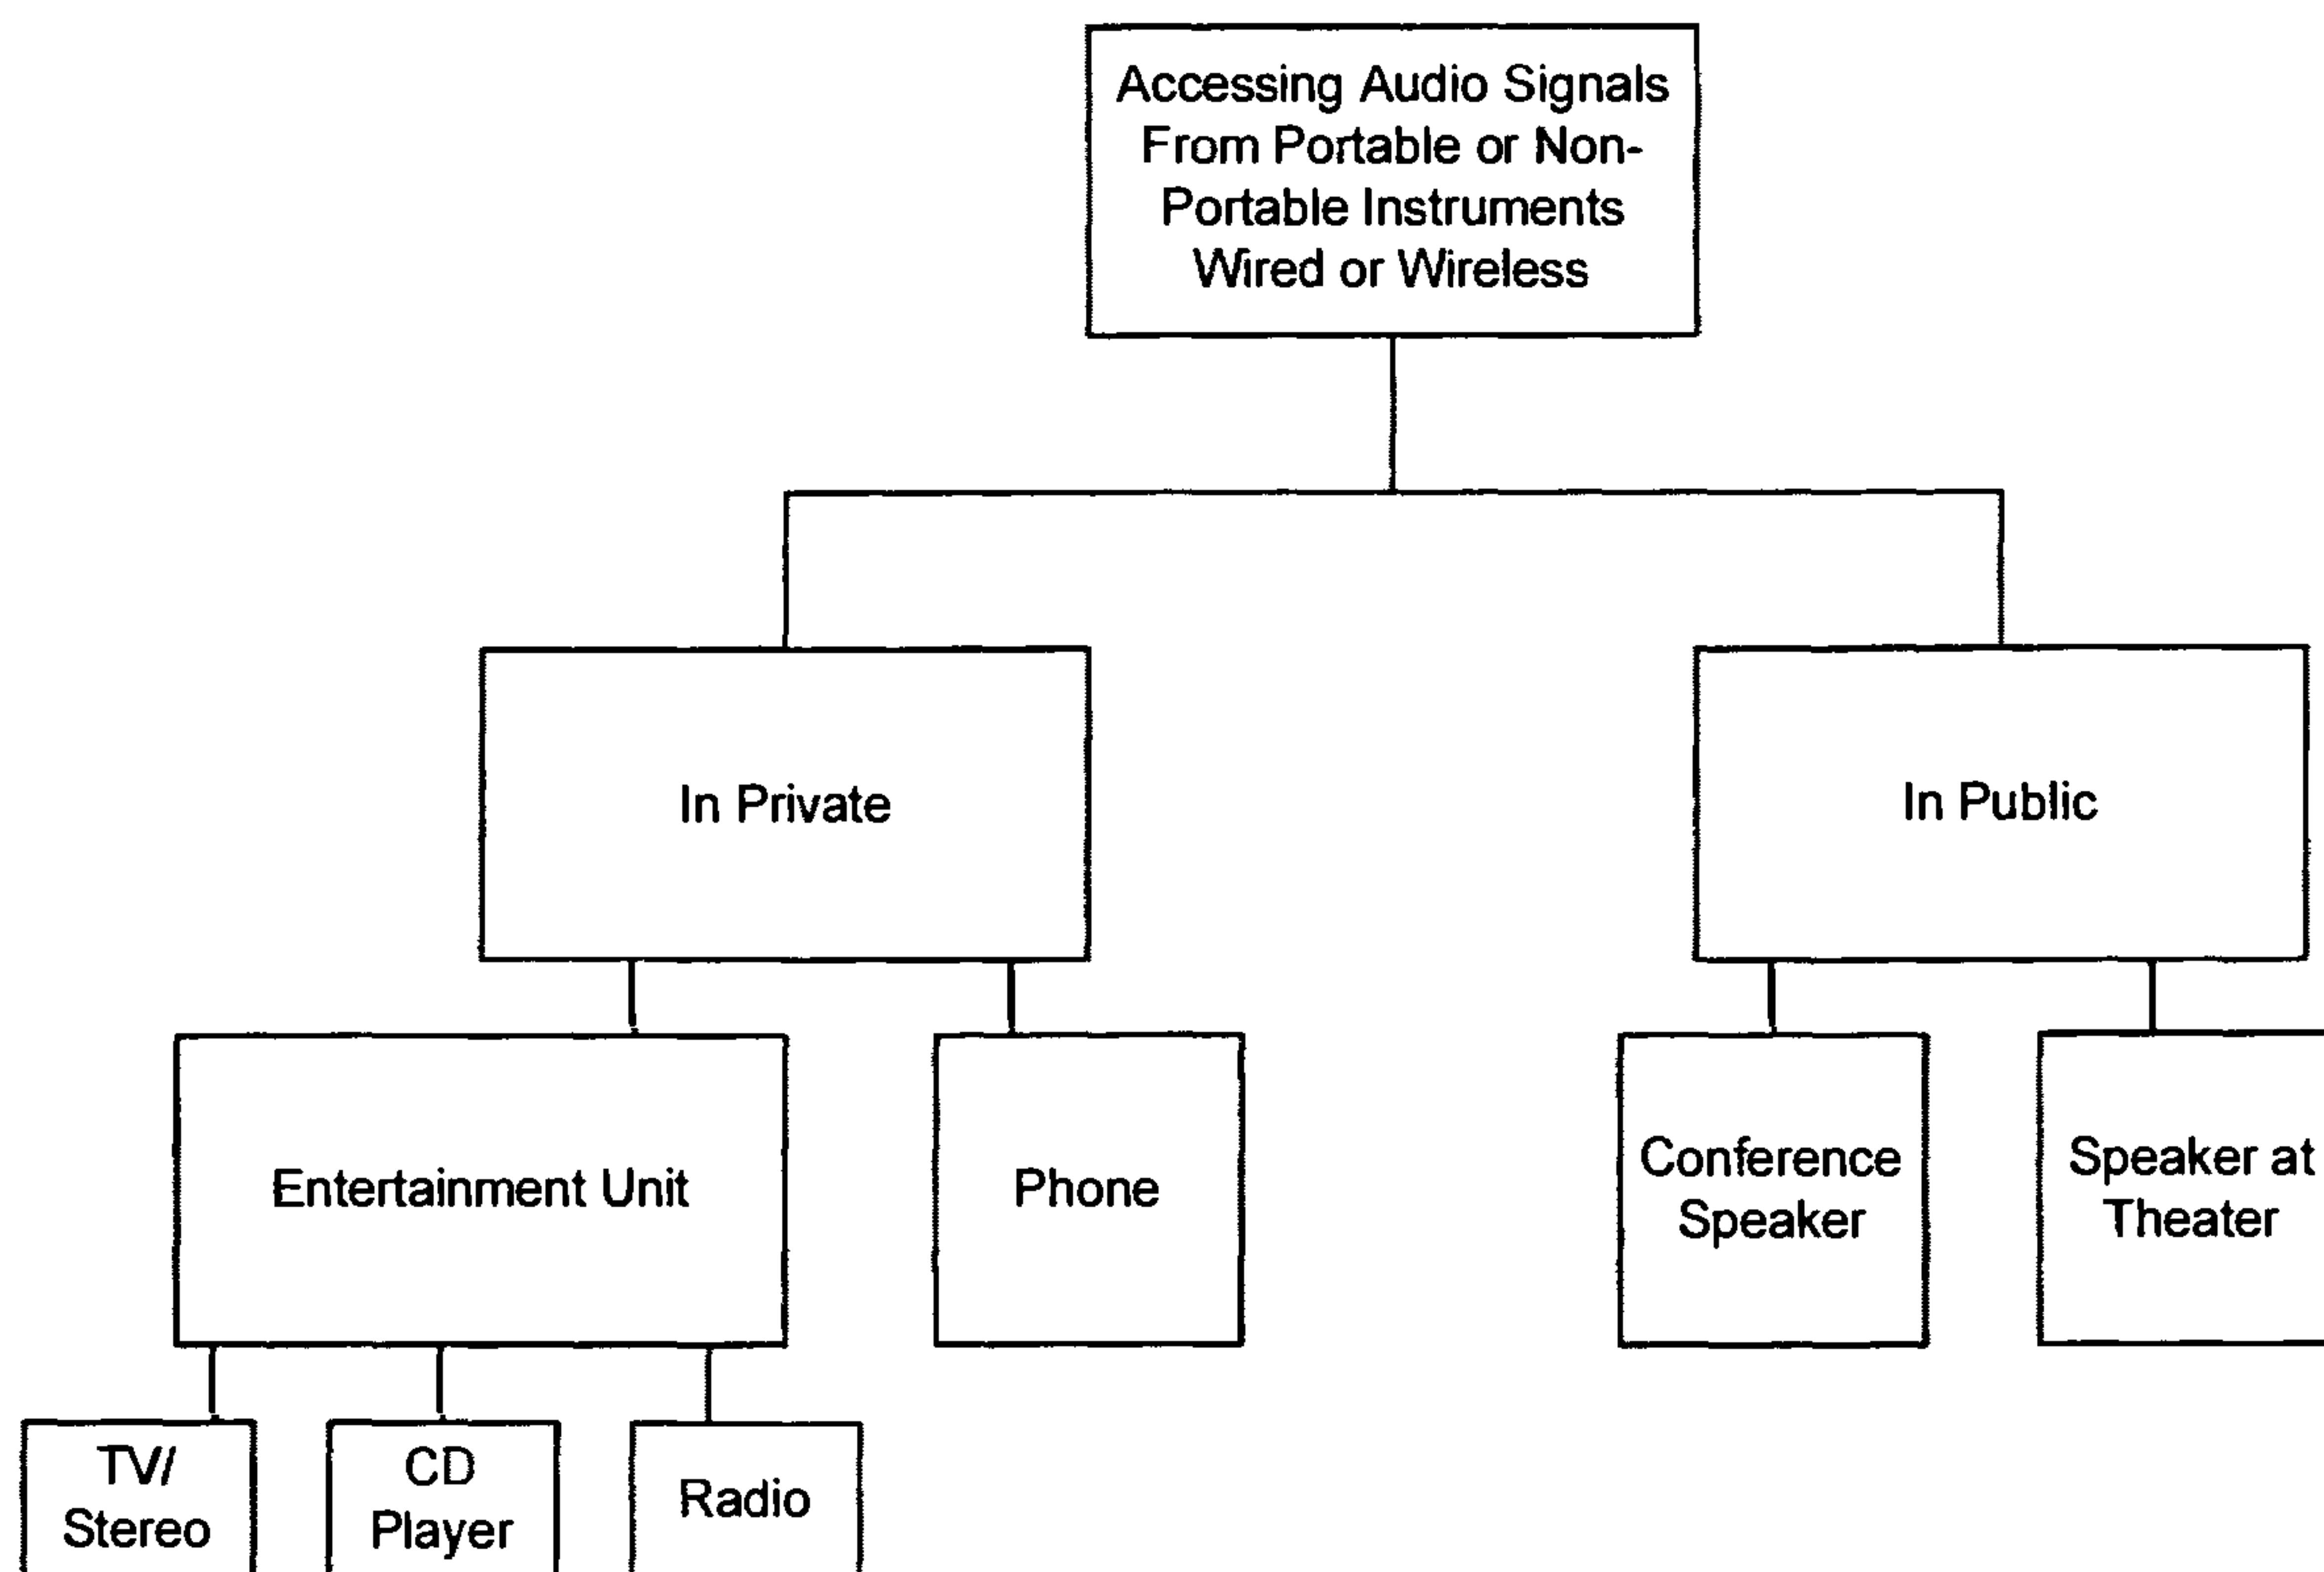 Accessing Audio Signals
From Portable or Non-
Portable Instruments
Wired or Wireless
In Private
In Public
Entertainment Unit
Phone
Conference
Speaker
Speaker at
Theater
TV/
Stereo
CD
Player
Radio